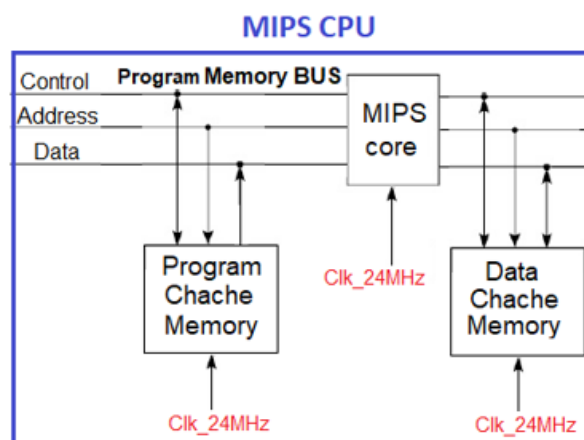 MIPS CPU
Control
Program Memory BUS
Address
Data
MIPS
core
Program
Chache
Memory
Clk_24MHz
Data
Chache
Memory
Clk_24MHz
Clk_24MHz